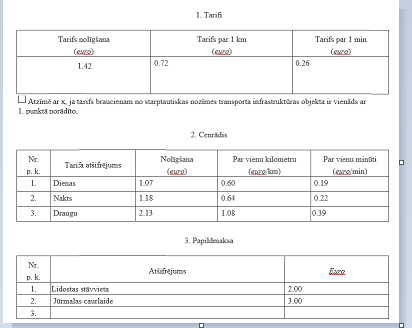 1. Tarifi
Tarifs nolīgšana (euro) Tarifs par 1 km (euro) Tarifs par 1 min (euro)
1.42 0.72 0.26
Atzīmē ar x, ja tarifs braucienam no starptautiskas nozīmes transporta infrastruktūras objekta ir vienāds ar
1. punktā norādīto.
2. Cenrādis
Nr. p. k. Tarifa atšifrējums Nolīgšana (euro) Par vienu kilometru (euro/km) Par vienu minūti (euro/min)
1. Dienas 1.07 0.60 0.19
2. Nakts 1.18 0.64 0.22
3. Draugu 2.13 1.08 0.39
3. Papildmaksa
Nr. p. k. Atšifrējums Euro
1. Lidostas stāvvieta 2.00
2. Jūrmalas caurlaide 3.00
3.